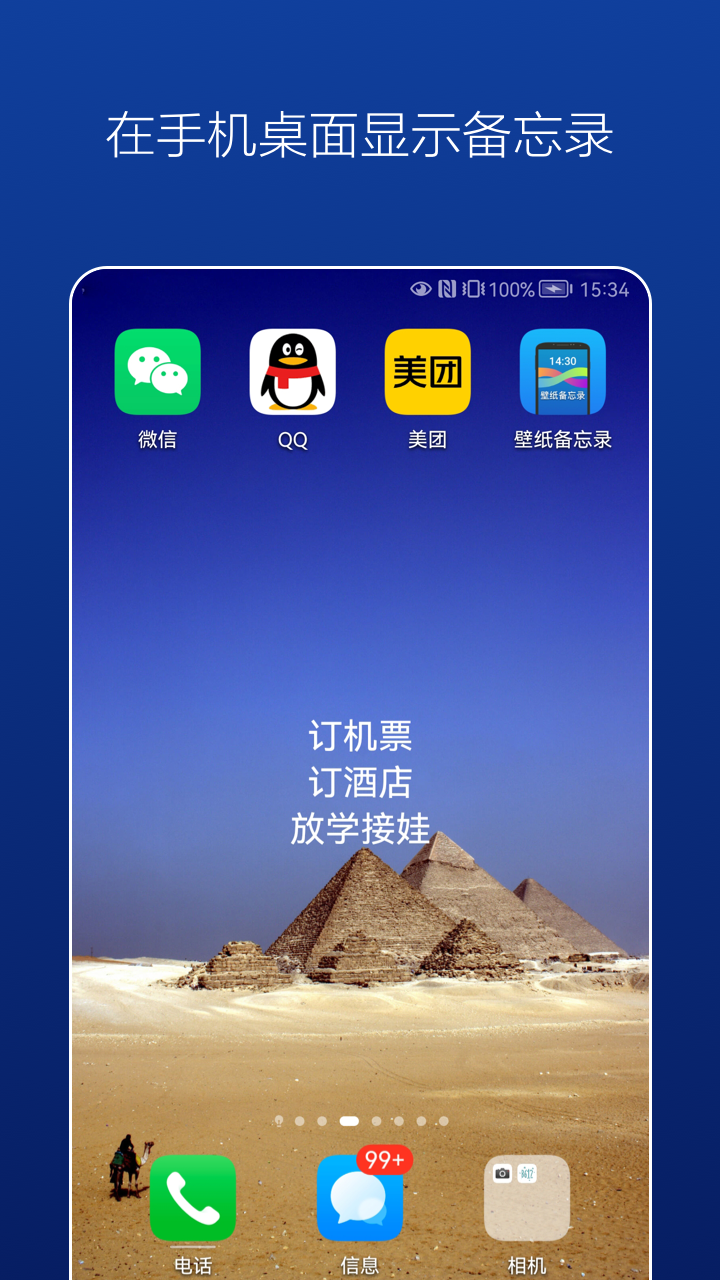 在手机桌面显示备忘录
100% 15:34
美团
14:30
壁纸备忘录
微信
QQ
美团
壁纸备忘录
订机票
订酒店
放学接娃
99+
电话
信息
相机